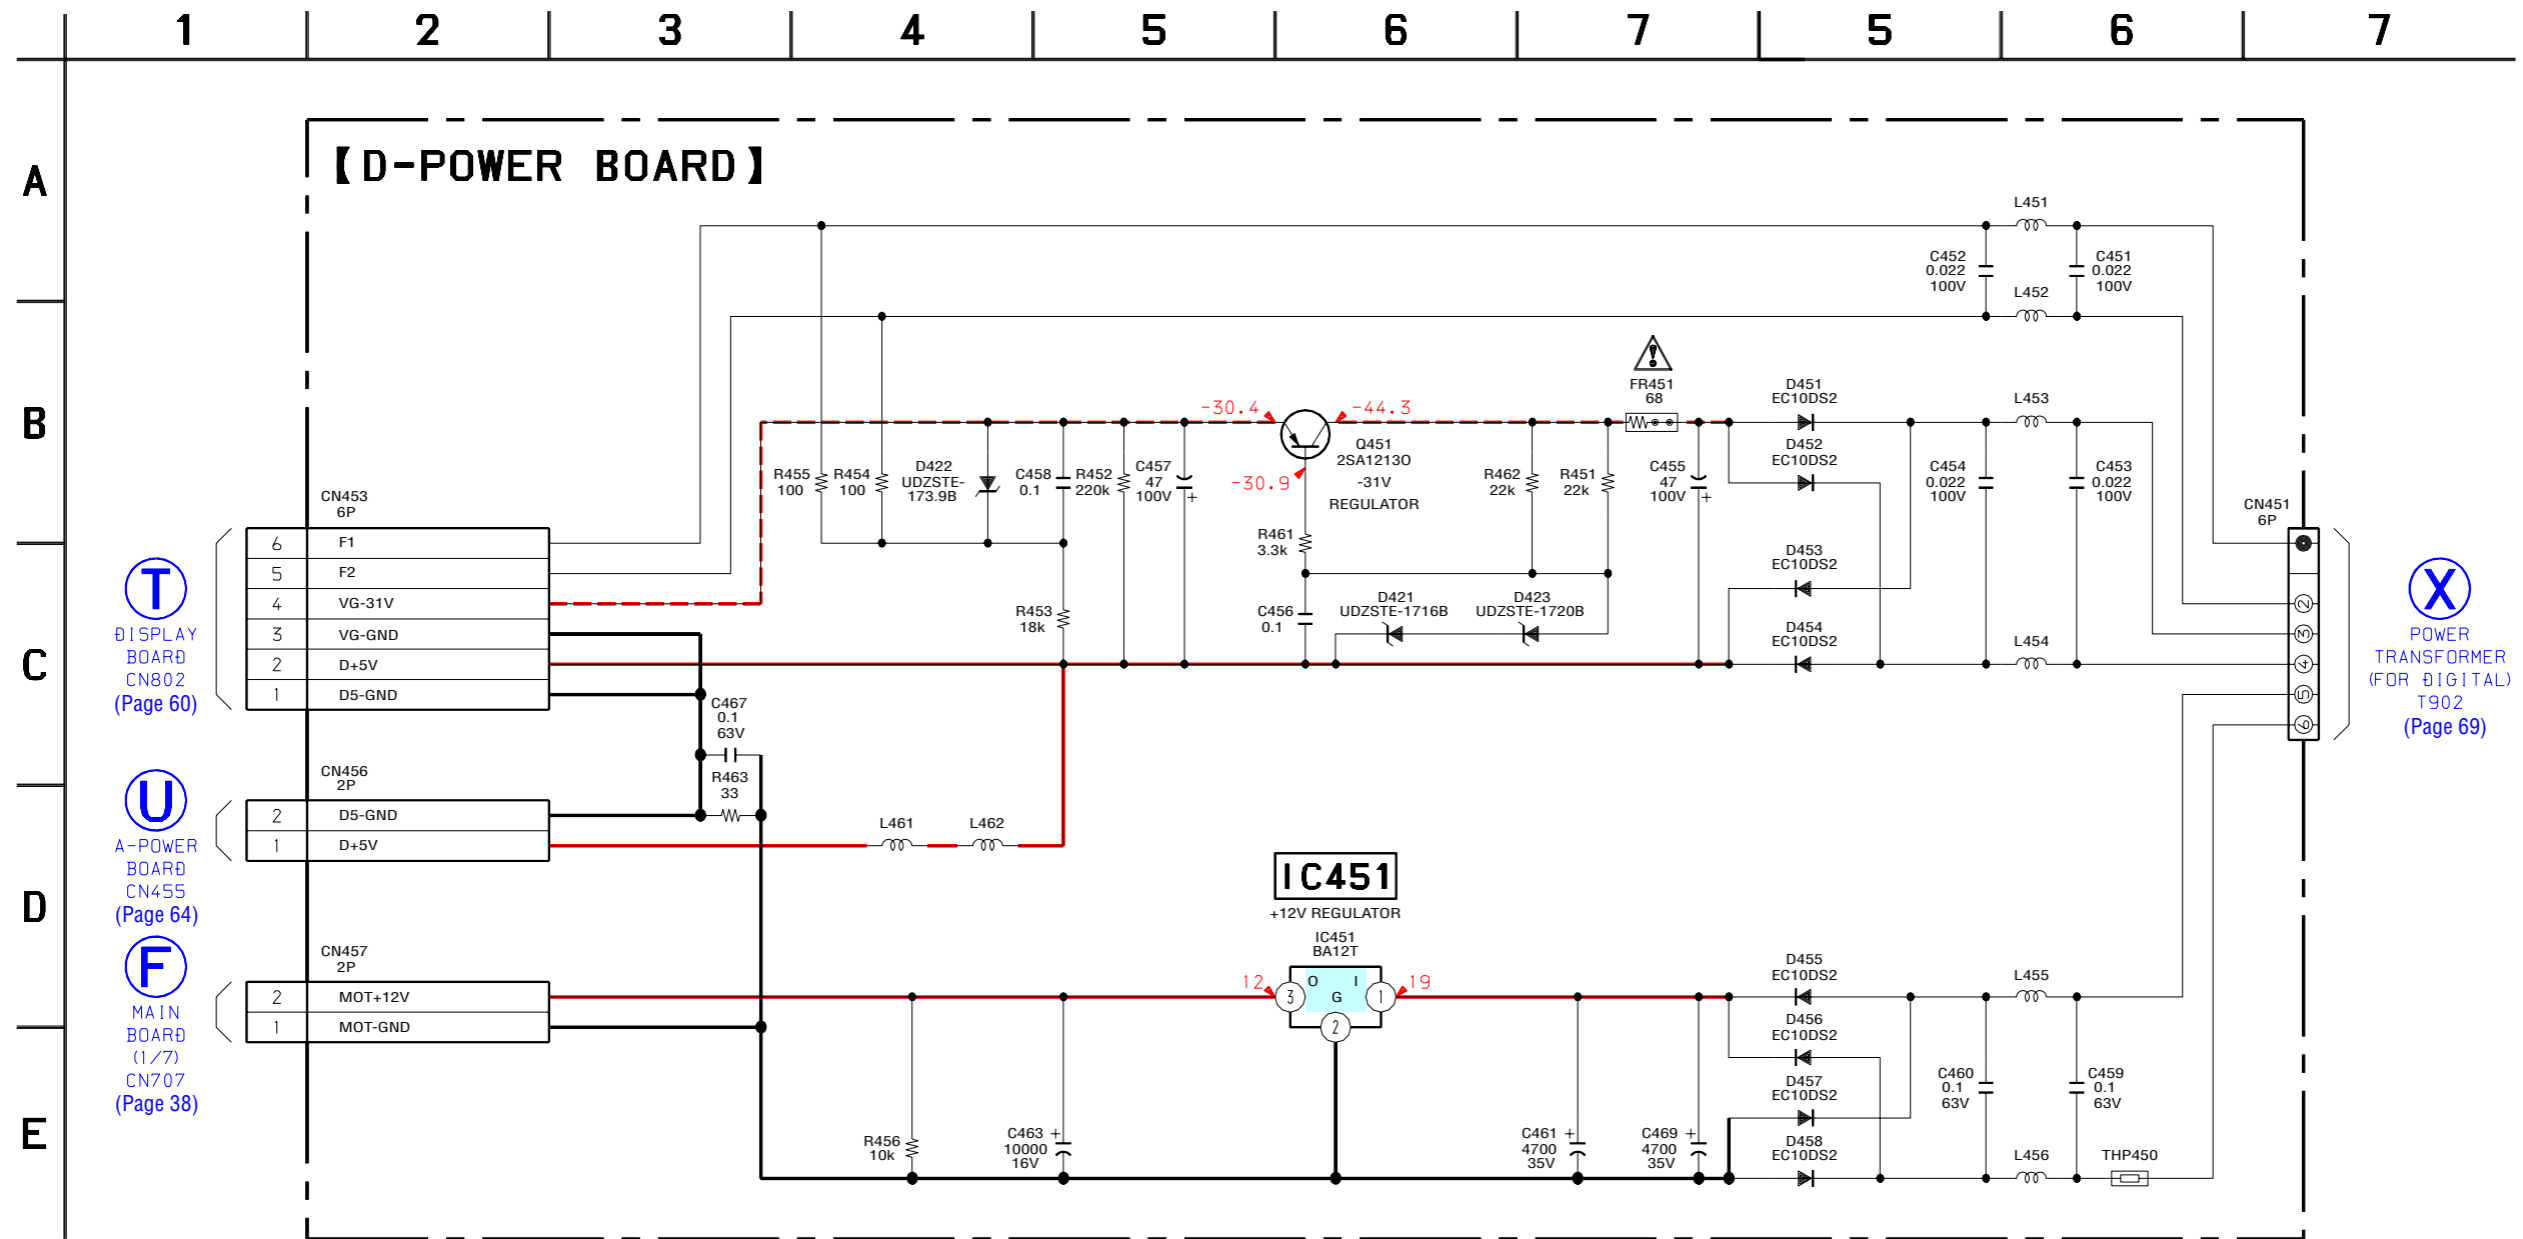 1 2 3 4 5 6 7 5 6 7
A
B
C
D
E
【D-POWER BOARD】
L451
C452
0.022
100V
C451
0.022
100V
L452
FR451
68
D451
EC10DS2
L453
-30.4
-44.3
Q451
2SA1213O
-31V
REGULATOR
-30.9
D452
EC10DS2
R455
100
R454
100
D422
UDZSTE-
173.9B
C458
0.1
R452
220k
C457
47
100V
+
R462
22k
R451
22k
C455
47
100V
+
C454
0.022
100V
C453
0.022
100V
CN453
6P
6 F1
5 F2
4 VG-31V
3 VG-GND
2 D+5V
1 D5-GND
T
DISPLAY
BOARD
CN802
(Page 60)
R461
3.3k
D453
EC10DS2
R453
18k
C456
0.1
D421
UDZSTE-1716B
D423
UDZSTE-1720B
D454
EC10DS2
L454
CN451
6P
2
3
4
5
6
X
POWER
TRANSFORMER
(FOR DIGITAL)
T902
(Page 69)
C467
0.1
63V
R463
33
CN456
2P
2 D5-GND
1 D+5V
U
A-POWER
BOARD
CN455
(Page 64)
L461
L462
IC451
+12V REGULATOR
IC451
BA12T
12
19
O I
G
3
1
2
CN457
2P
2 MOT+12V
1 MOT-GND
F
MAIN
BOARD
(1/7)
CN707
(Page 38)
D455
EC10DS2
L455
D456
EC10DS2
D457
EC10DS2
D458
EC10DS2
C460
0.1
63V
C459
0.1
63V
R456
10k
C463
10000
16V
+
C461
4700
35V
+
C469
4700
35V
+
L456
THP450